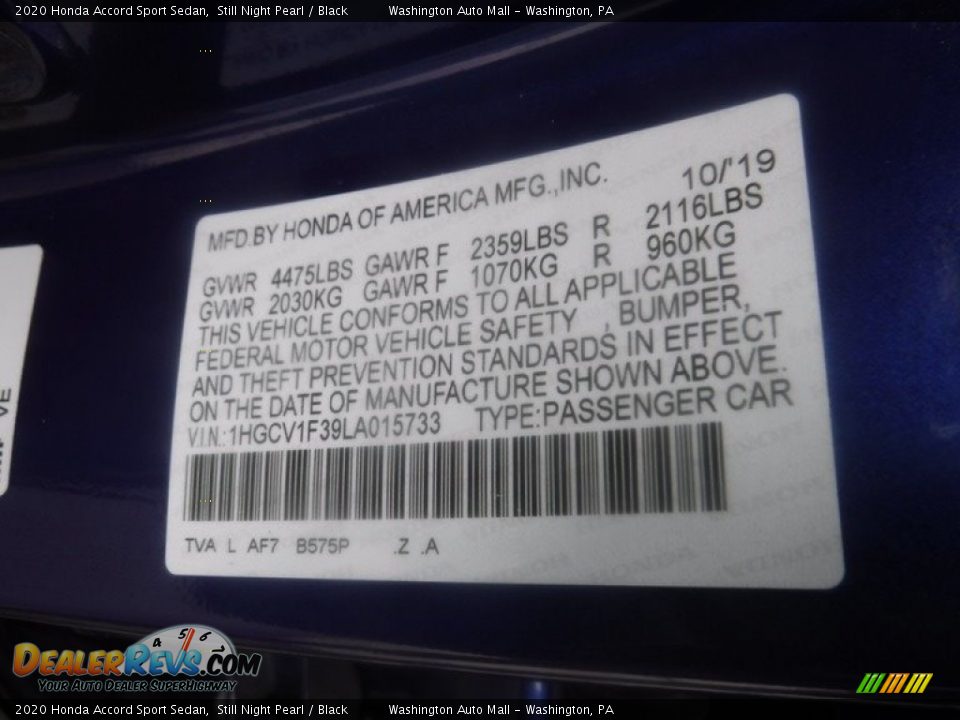 2020 Honda Accord Sport Sedan, Still Night Pearl / Black Washington Auto Mall - Washington, PA
MFD.BY HONDA OF AMERICA MFG.,INC. 10/'19
GVWR 4475LBS GAWR F 2359LBS R 2116LBS
GVWR 2030KG GAWR F 1070KG R 960KG
THIS VEHICLE CONFORMS TO ALL APPLICABLE
FEDERAL MOTOR VEHICLE SAFETY , BUMPER,
AND THEFT PREVENTION STANDARDS IN EFFECT
ON THE DATE OF MANUFACTURE SHOWN ABOVE.
V.I.N.:1HGCV1F39LA015733 TYPE:PASSENGER CAR
TVA L AF7 B575P .Z .A
VE
4 5 6
DEALERREVS.COM
YOUR AUTO DEALER SUPERHIGHWAY
2020 Honda Accord Sport Sedan, Still Night Pearl / Black Washington Auto Mall - Washington, PA